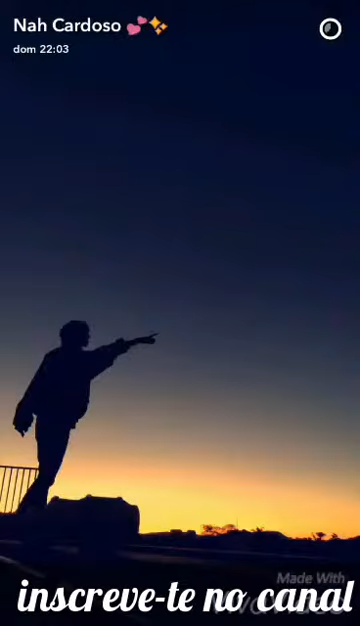 Nah Cardoso 💕✨
dom 22:03
Made With
inscreve-te no canal